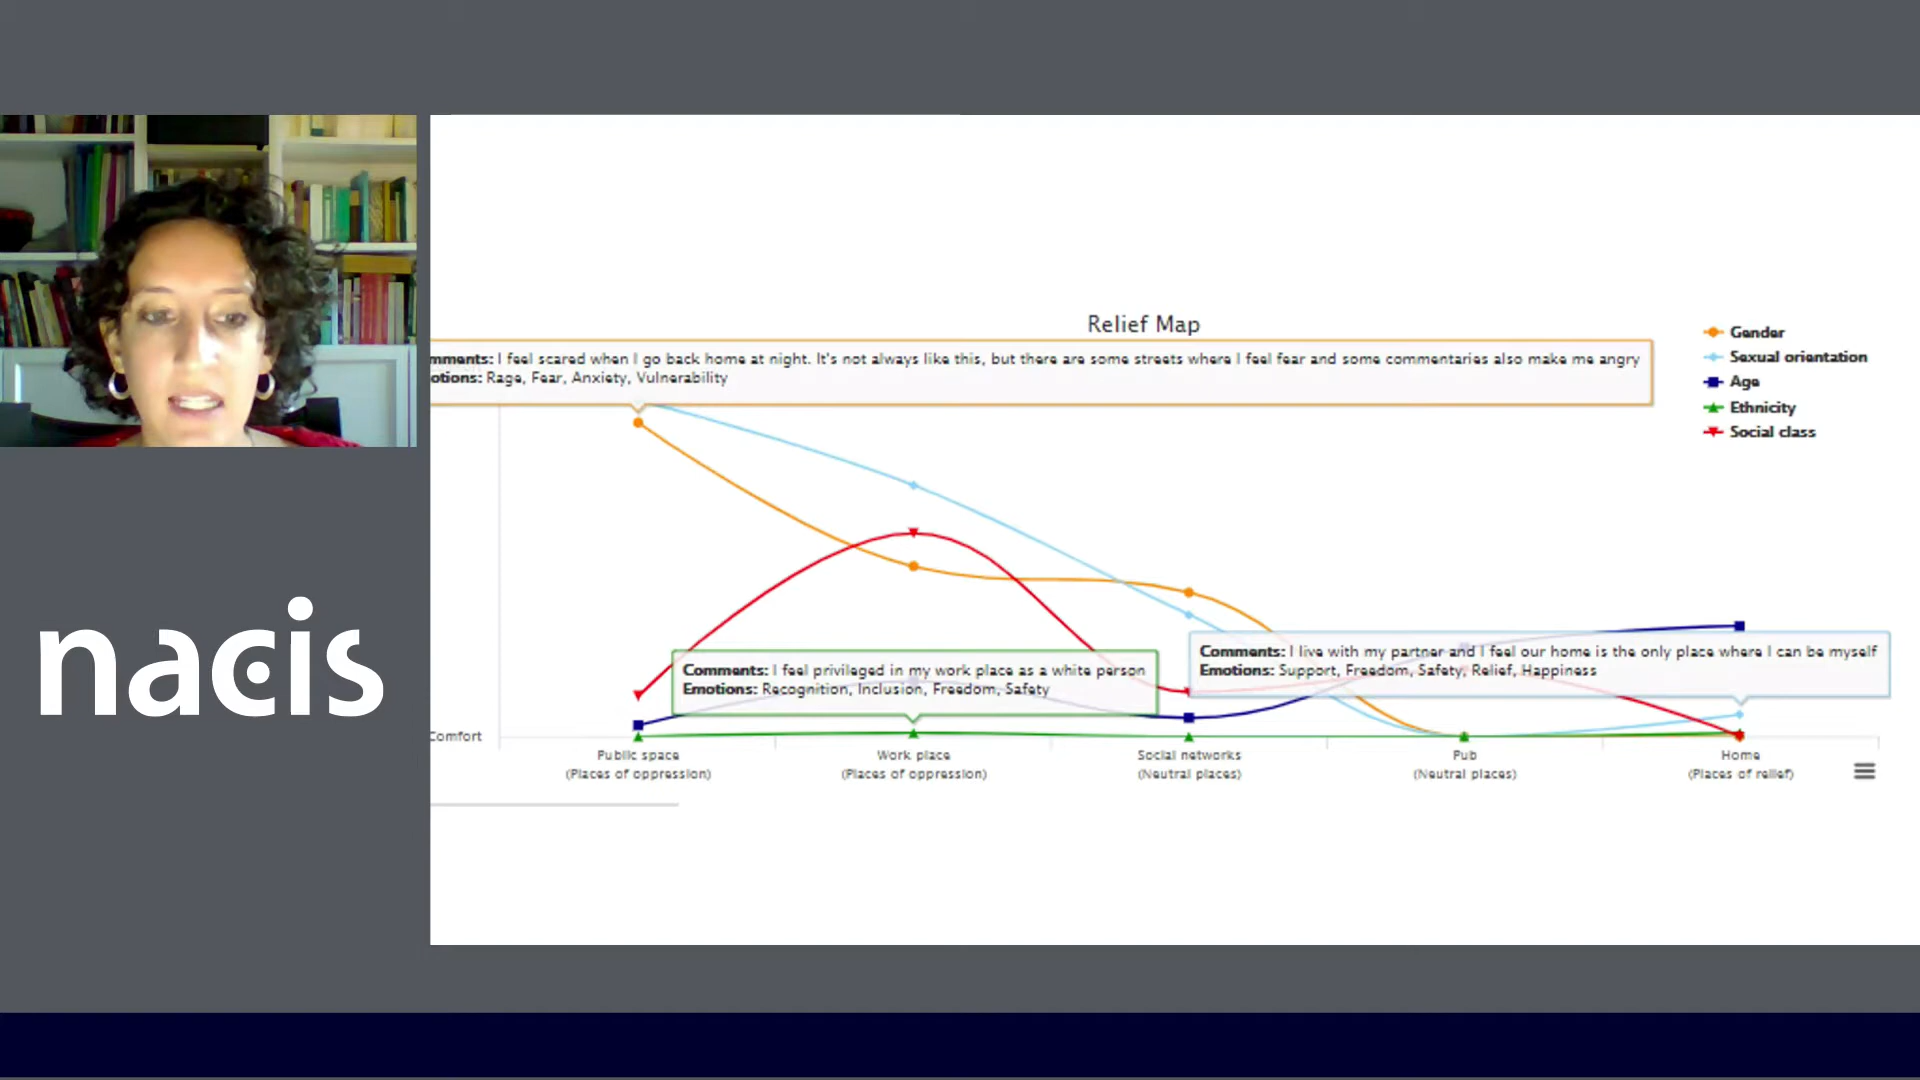 Relief Map
mments: I feel scared when I go back home at night. It's not always like this, but there are some streets where I feel fear and some commentaries also make me angry
otions: Rage, Fear, Anxiety, Vulnerability
Gender
Sexual orientation
Age
Ethnicity
Social class
Comments: I feel privileged in my work place as a white person
Emotions: Recognition, Inclusion, Freedom, Safety
Comments: I live with my partner and I feel our home is the only place where I can be myself
Emotions: Support, Freedom, Safety, Relief, Happiness
Comfort
Public space
(Places of oppression)
Work place
(Places of oppression)
Social networks
(Neutral places)
Pub
(Neutral places)
Home
(Places of relief)
nacis